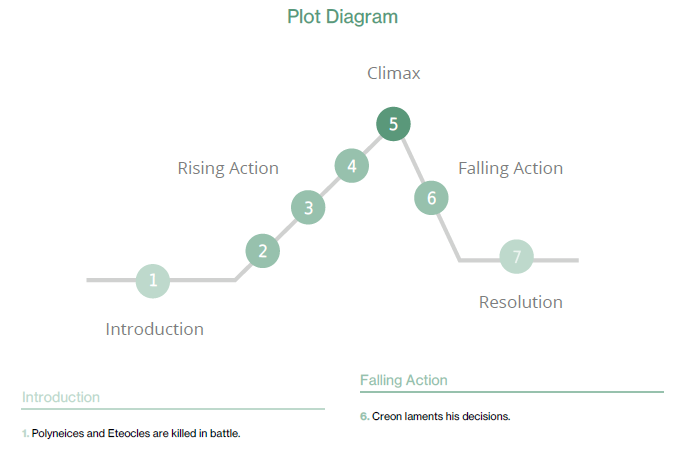 Plot Diagram
Climax
5
Rising Action
4
Falling Action
6
3
2
7
1
Resolution
Introduction
Introduction
1. Polyneices and Eteocles are killed in battle.
Falling Action
6. Creon laments his decisions.